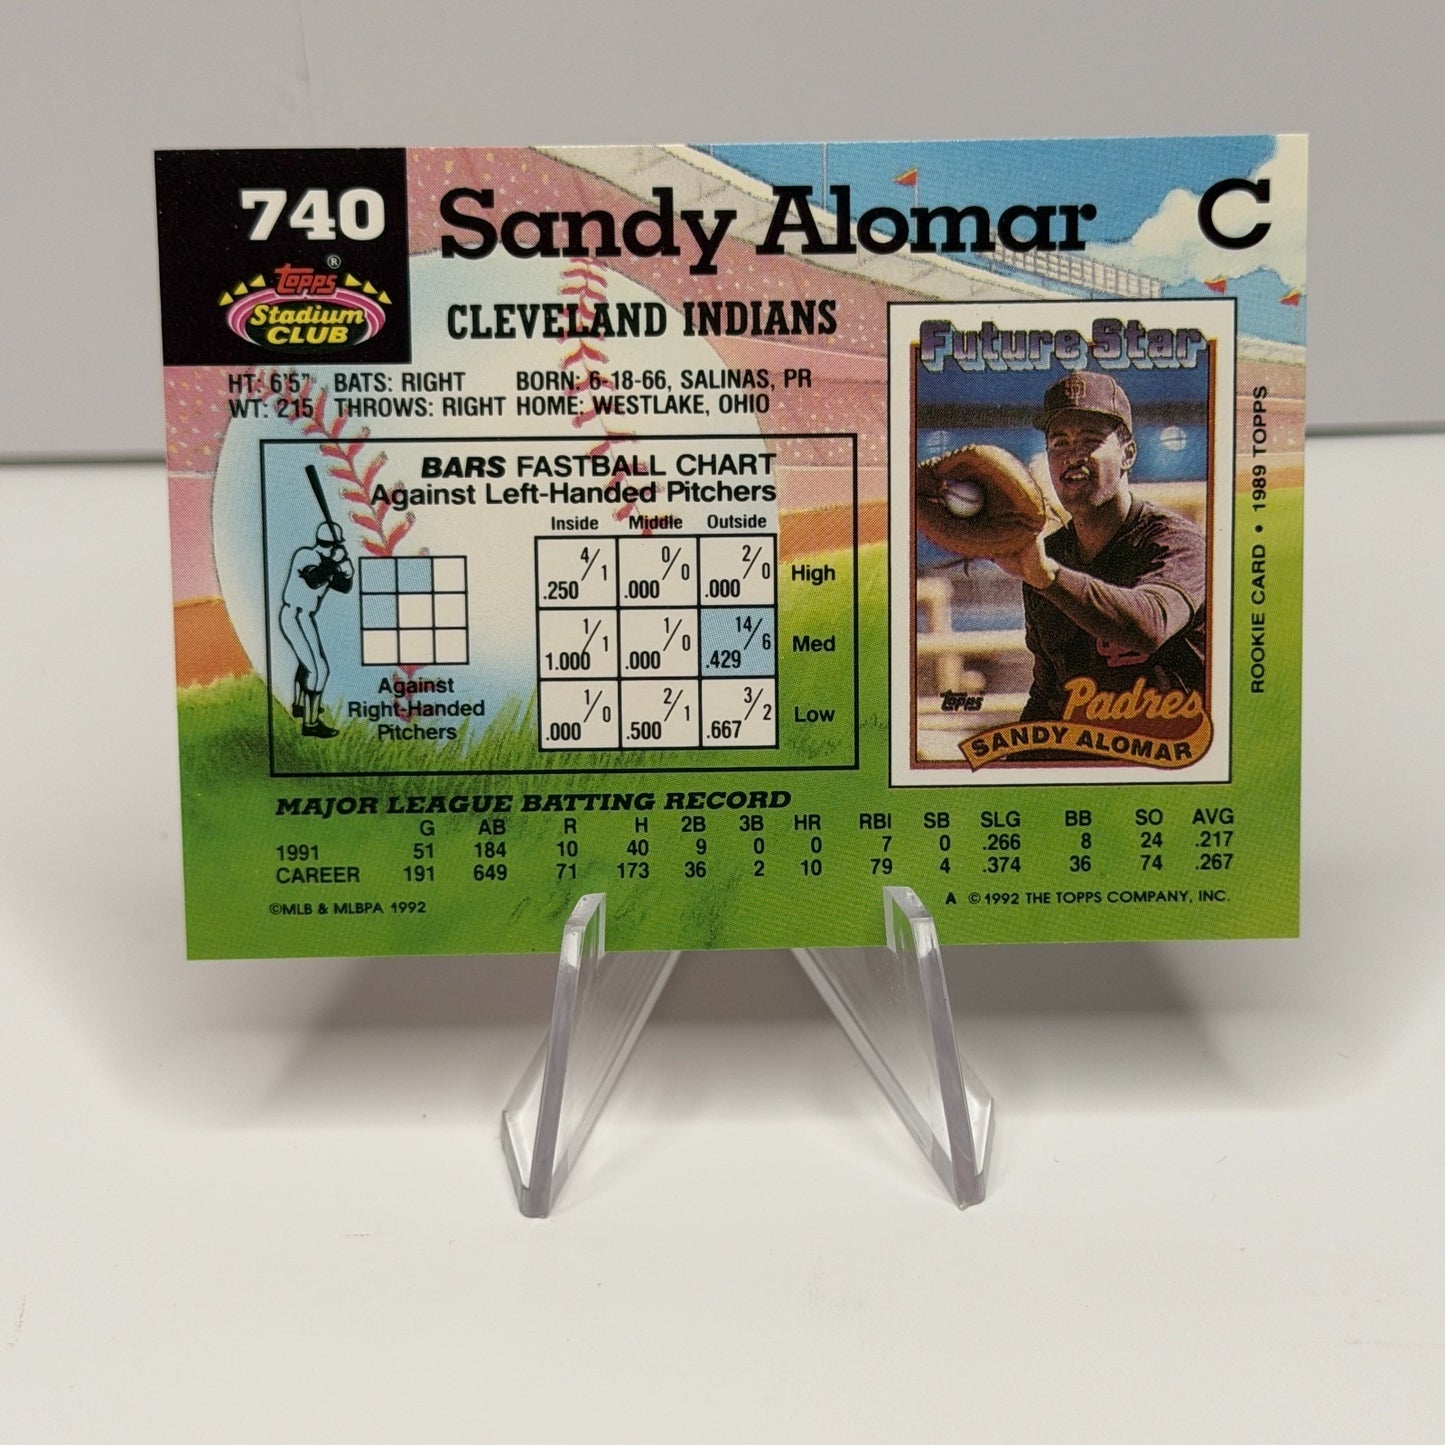 740
Topps®
Stadium
CLUB
Sandy Alomar C
CLEVELAND INDIANS
HT: 6'5" BATS: RIGHT BORN: 6-18-66, SALINAS, PR
WT: 215 THROWS: RIGHT HOME: WESTLAKE, OHIO
BARS FASTBALL CHART
Against Left-Handed Pitchers
Inside Middle Outside
4/1 .250 0/0 .000 2/0 .000 High
1/1 1.000 1/0 .000 14/6 .429 Med
1/0 .000 2/1 .500 3/2 .667 Low
Against
Right-Handed
Pitchers
Future Star
Topps
Padres
SANDY ALOMAR
ROOKIE CARD • 1989 TOPPS
MAJOR LEAGUE BATTING RECORD
G AB R H 2B 3B HR RBI SB SLG BB SO AVG
1991 51 184 10 40 9 0 0 7 0 .266 8 24 .217
CAREER 191 649 71 173 36 2 10 79 4 .374 36 74 .267
©MLB & MLBPA 1992
A ©1992 THE TOPPS COMPANY, INC.